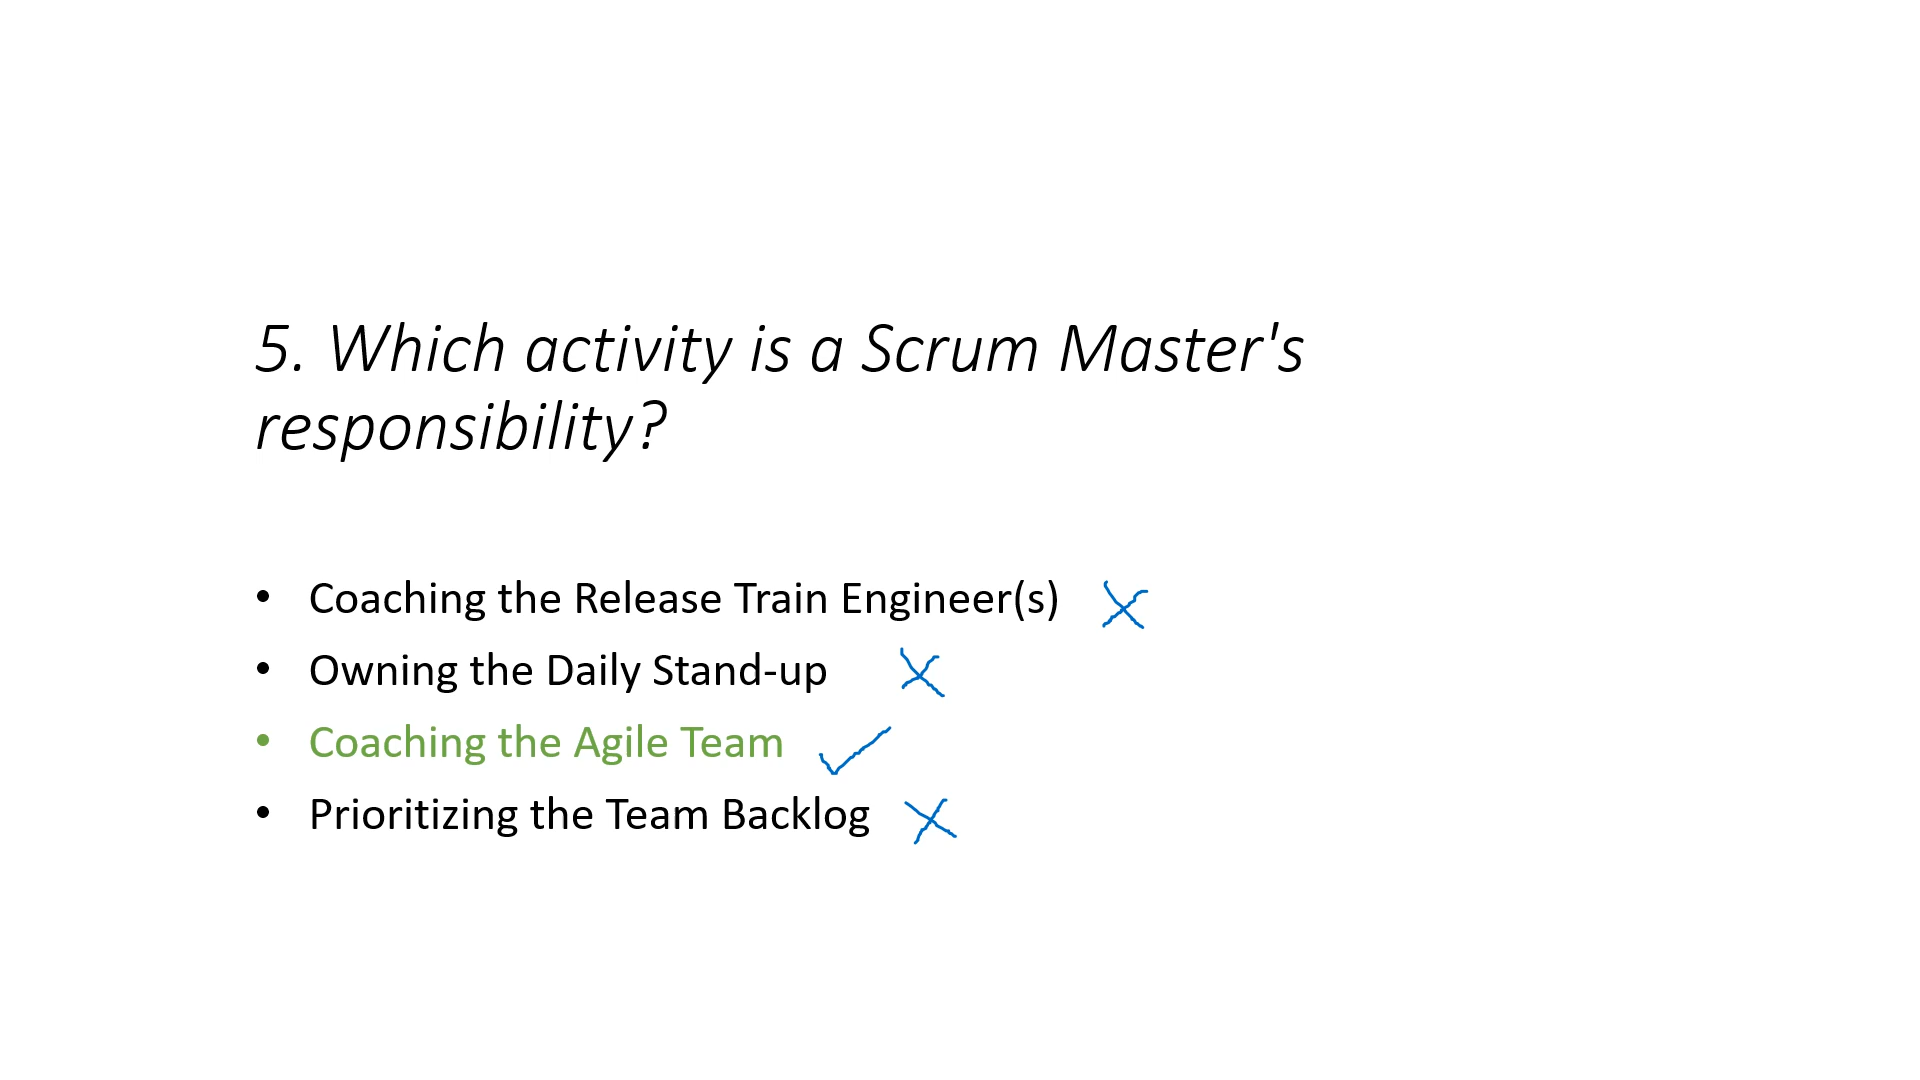 5. Which activity is a Scrum Master's
responsibility?
• Coaching the Release Train Engineer(s)
• Owning the Daily Stand-up
• Coaching the Agile Team
• Prioritizing the Team Backlog